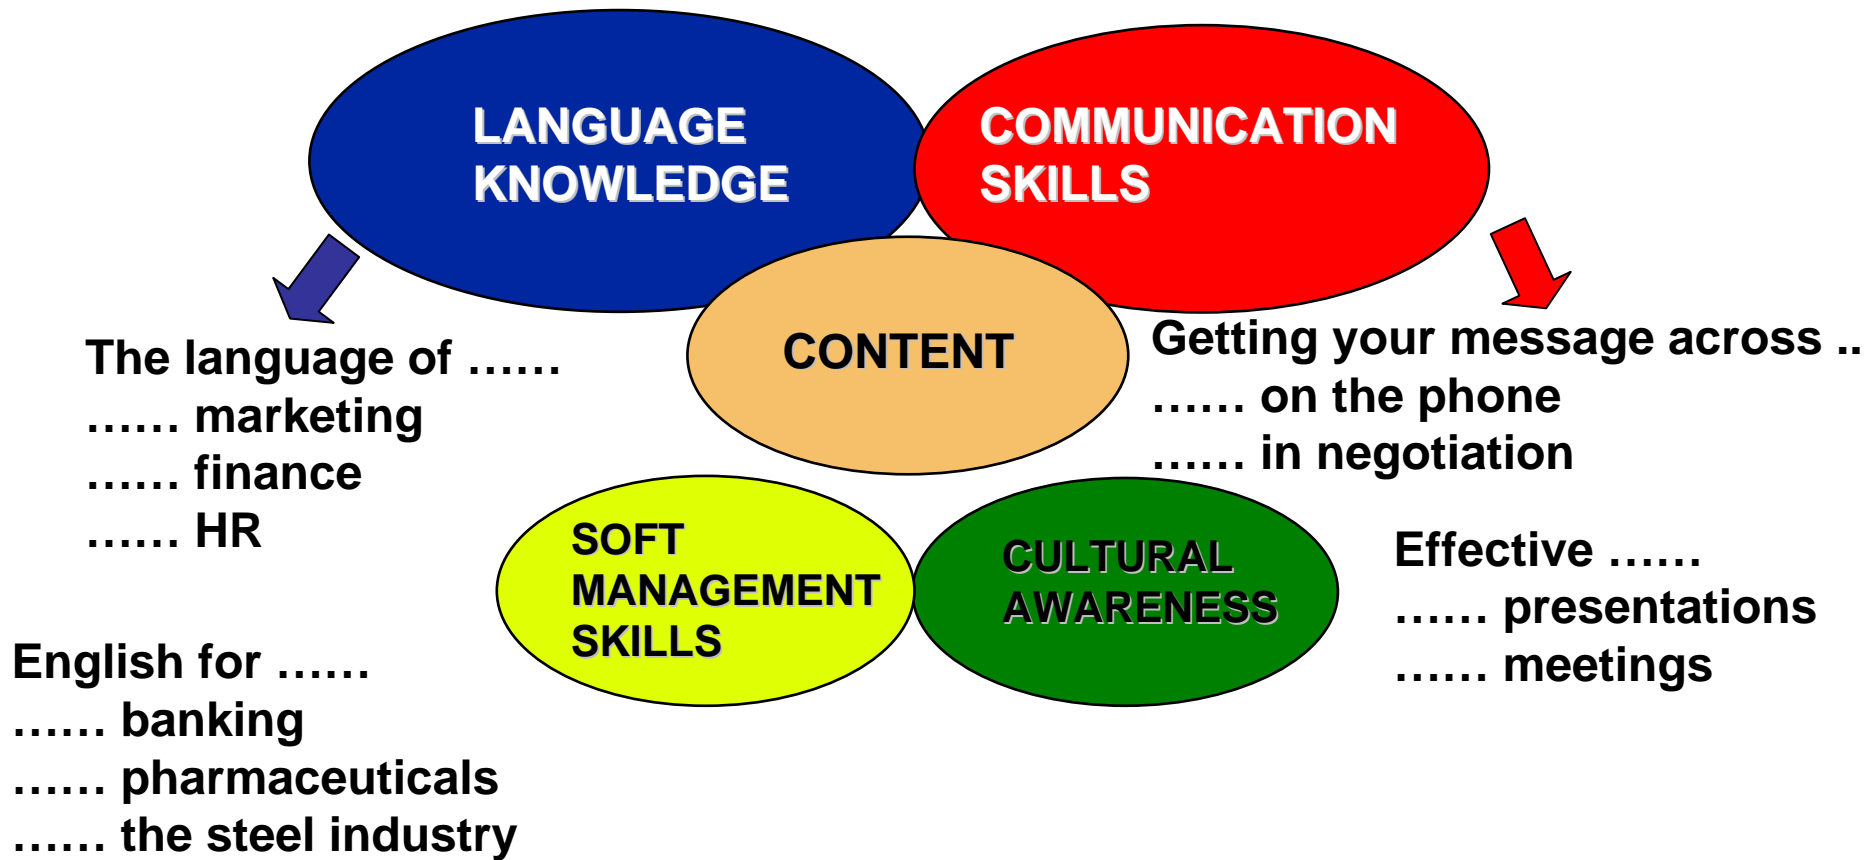 LANGUAGE
KNOWLEDGE
COMMUNICATION
SKILLS
CONTENT
The language of ……
…… marketing
…… finance
…… HR
Getting your message across ..
…… on the phone
…… in negotiation
SOFT
MANAGEMENT
SKILLS
CULTURAL
AWARENESS
Effective ……
…… presentations
…… meetings
English for ……
…… banking
…… pharmaceuticals
…… the steel industry